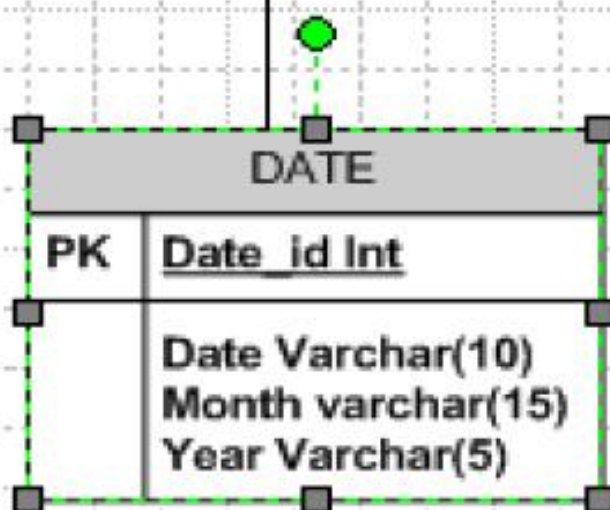 DATE
PK Date_id Int
Date Varchar(10)
Month varchar(15)
Year Varchar(5)